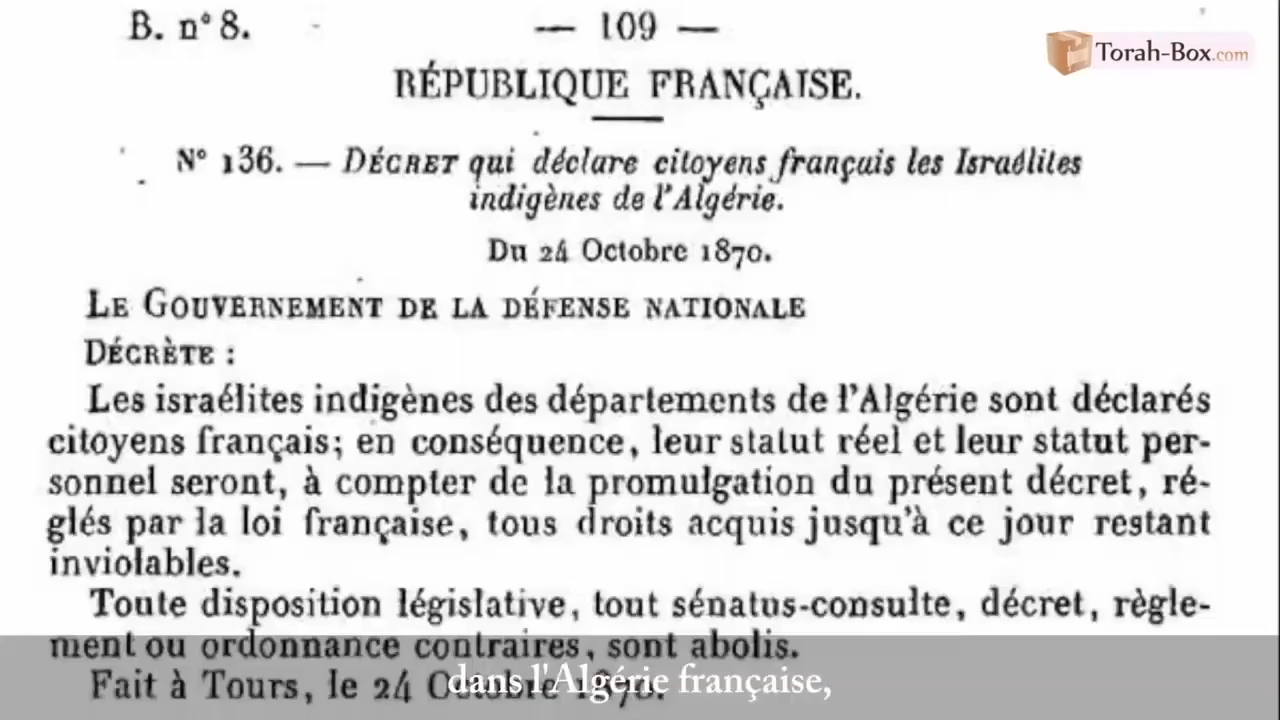 B. n° 8.
— 109 —
Torah-Box.com
RÉPUBLIQUE FRANÇAISE.
N° 136. — DÉCRET qui déclare citoyens français les Israélites
indigènes de l'Algérie.
Du 24 Octobre 1870.
LE GOUVERNEMENT DE LA DÉFENSE NATIONALE
DÉCRÈTE :
Les israélites indigènes des départements de l'Algérie sont déclarés
citoyens français; en conséquence, leur statut réel et leur statut per-
sonnel seront, à compter de la promulgation du présent décret, ré-
glés par la loi française, tous droits acquis jusqu'à ce jour restant
inviolables.
Toute disposition législative, tout sénatus-consulte, décret, règle-
ment ou ordonnance contraires, sont abolis.
Fait à Tours, le 24 Octobre 1870.
dans l'Algérie française,